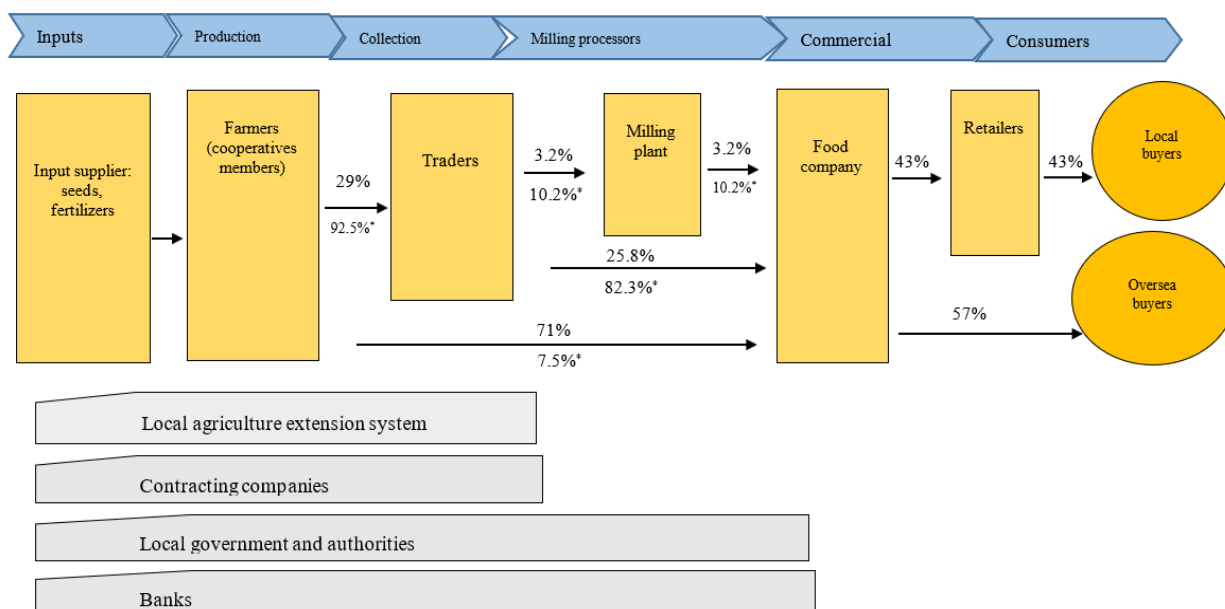 Inputs
Production
Collection
Milling processors
Commercial
Consumers
Input supplier:
seeds,
fertilizers
Farmers
(cooperatives
members)
29%
92.5%*
Traders
3.2%
10.2%*
Milling
plant
3.2%
10.2%*
25.8%
82.3%*
71%
7.5%*
Food
company
43%
Retailers
43%
Local
buyers
57%
Oversea
buyers
Local agriculture extension system
Contracting companies
Local government and authorities
Banks